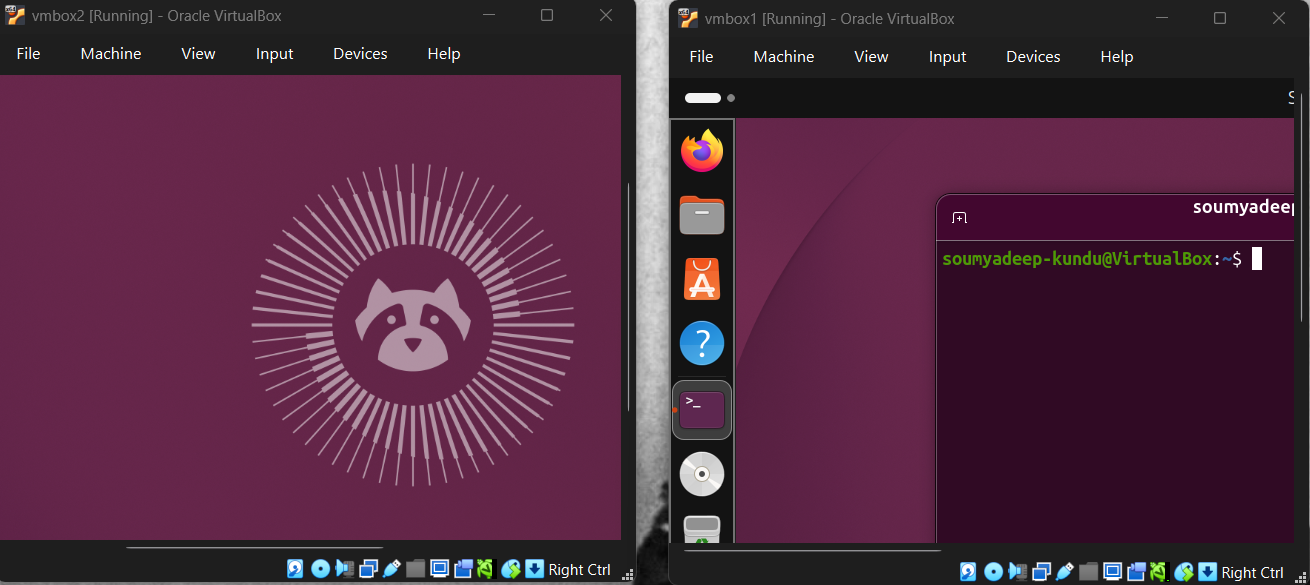 vmbox2 [Running] - Oracle VirtualBox
File Machine View Input Devices Help
Right Ctrl
vmbox1 [Running] - Oracle VirtualBox
File Machine View Input Devices Help
S
soumyadeep
soumyadeep-kundu@VirtualBox:~$
Right Ctrl